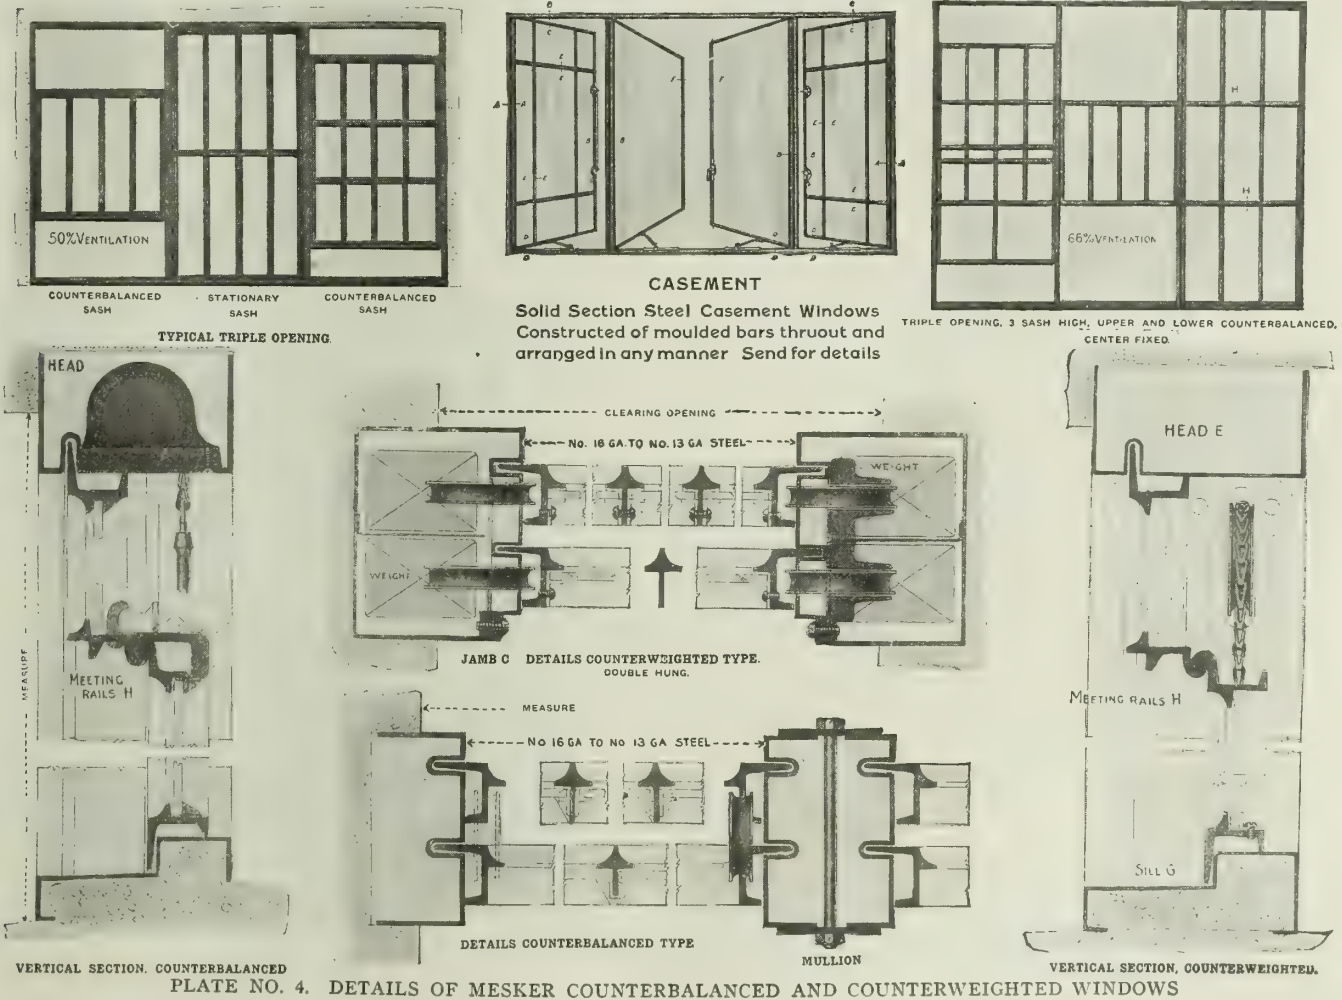 50% VENTILATION
COUNTERBALANCED
SASH
STATIONARY
SASH
COUNTERBALANCED
SASH
TYPICAL TRIPLE OPENING.
CASEMENT
Solid Section Steel Casement Windows
Constructed of moulded bars thruout and
arranged in any manner Send for details
H
H
66% VENTILATION
TRIPLE OPENING, 3 SASH HIGH, UPPER AND LOWER COUNTERBALANCED,
CENTER FIXED.
HEAD
MEASURE
MEETING
RAILS H
VERTICAL SECTION. COUNTERBALANCED
CLEARING OPENING
No. 16 GA. TO No. 13 GA STEEL
WEIGHT
WEIGHT
JAMB C DETAILS COUNTERWEIGHTED TYPE.
DOUBLE HUNG.
MEASURE
No 16 GA TO No 13 GA STEEL
DETAILS COUNTERBALANCED TYPE
MULLION
HEAD E
MEETING RAILS H
SILL G
VERTICAL SECTION, COUNTERWEIGHTED.
PLATE NO. 4. DETAILS OF MESKER COUNTERBALANCED AND COUNTERWEIGHTED WINDOWS